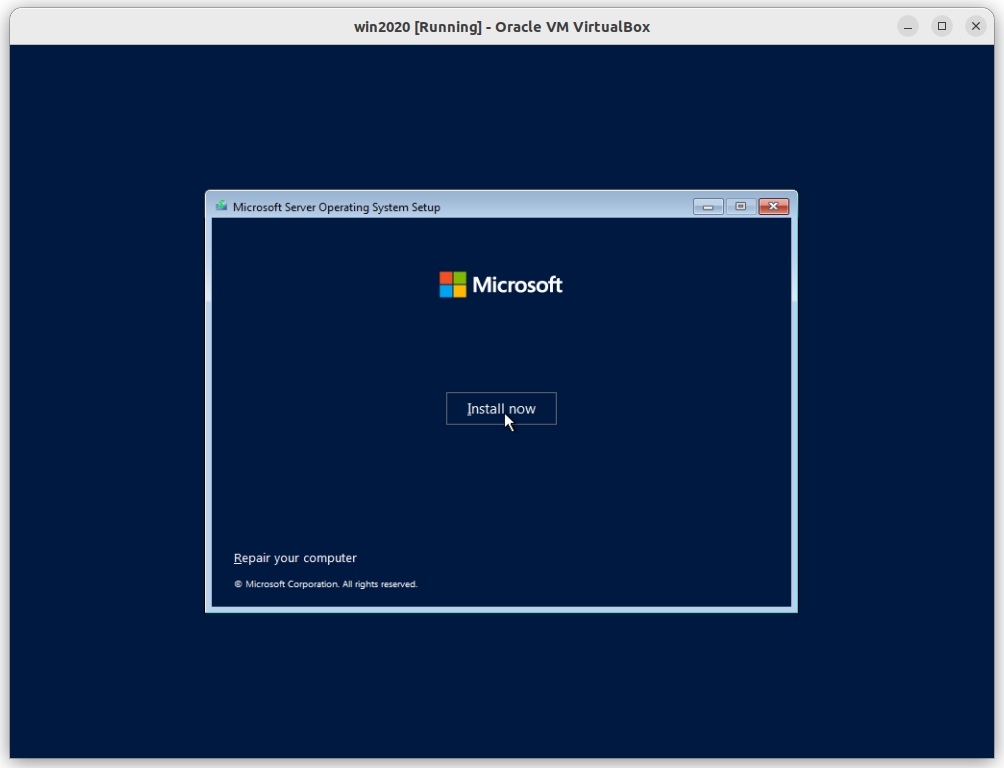 win2020 [Running] - Oracle VM VirtualBox
Microsoft Server Operating System Setup
Microsoft
Install now
Repair your computer
© Microsoft Corporation. All rights reserved.